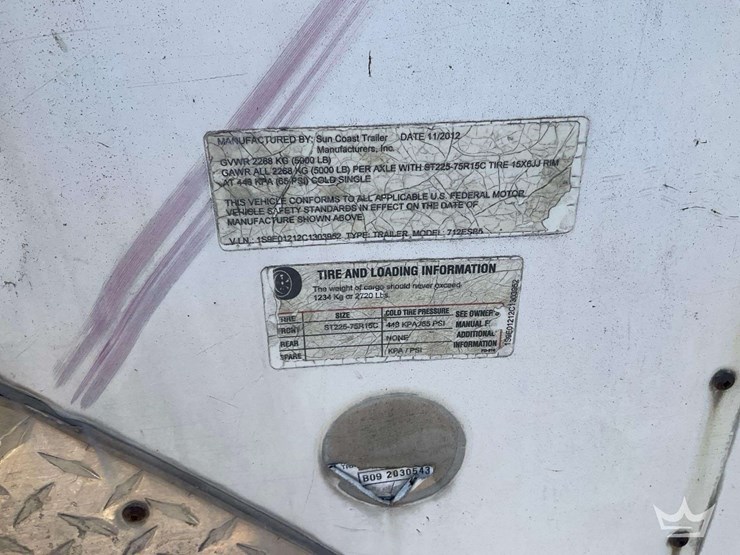 MANUFACTURED BY: Sun Coast Trailer DATE 11/2012
Manufacturers, Inc.
GVWR 2268 KG (5000 LB)
GAWR ALL 2268 KG (5000 LB) PER AXLE WITH ST225-75R15C TIRE 15X6JJ RIM
AT 448 KPA (65 PSI) COLD SINGLE
THIS VEHICLE CONFORMS TO ALL APPLICABLE U.S. FEDERAL MOTOR
VEHICLE SAFETY STANDARDS IN EFFECT ON THE DATE OF
MANUFACTURE SHOWN ABOVE
V.I.N. 1S9E01212C1303952 TYPE: TRAILER, MODEL: 712ESB5
TIRE AND LOADING INFORMATION
The weight of cargo should never exceed
1234 Kg or 2720 Lbs.
TIRE SIZE COLD TIRE PRESSURE SEE OWNER'S
FRONT ST225-75R15C 449 KPA/65 PSI MANUAL F
REAR NONE ADDITIONAL
SPARE KPA / PSI INFORMATION
1S9E01212C1303952
B09 2030543